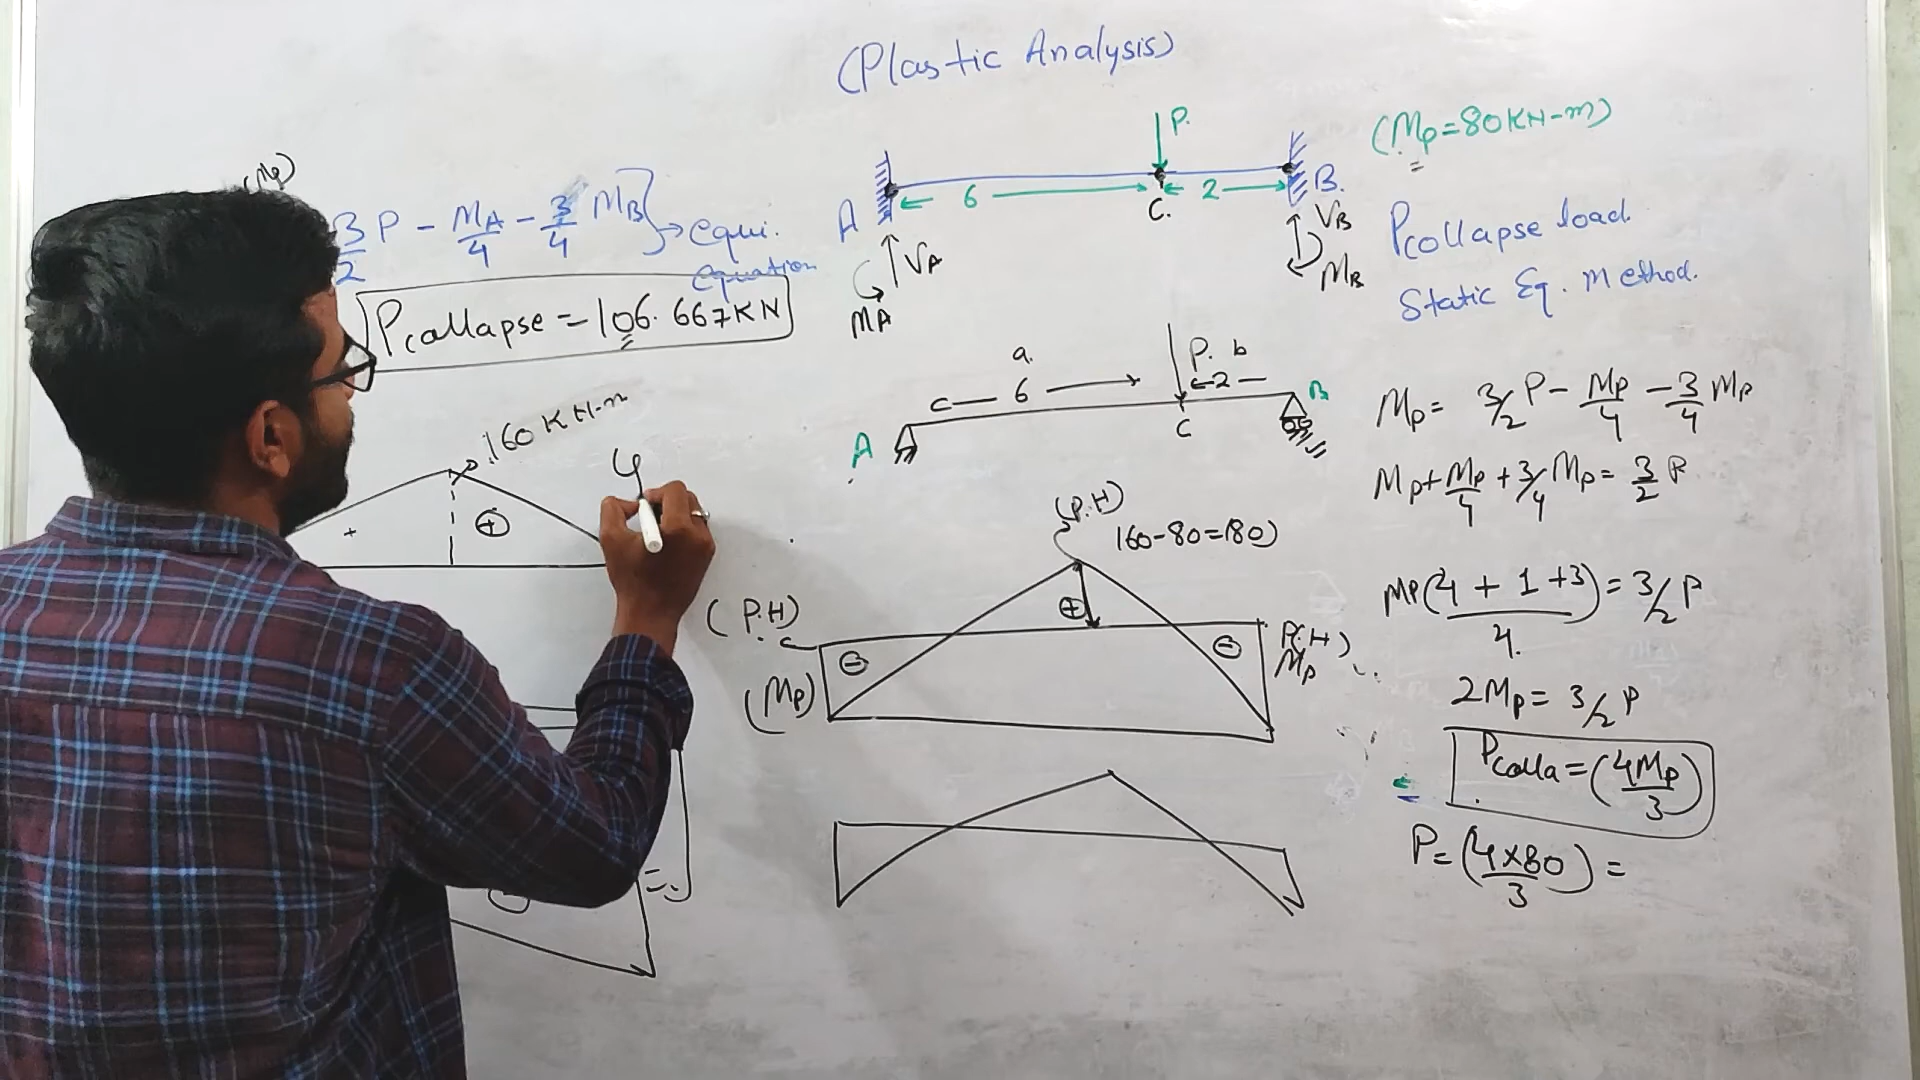 (Plastic Analysis)
(Mp)
3/2 P - MA/4 - 3/4 MB} → equi.
equation
Pcollapse = 106.667KN
160 KN-m
+
⊕
P.
6
2
A
C.
B.
VA
MA
VB
MB
(Mp=80KN-m)
Pcollapse load.
Static Eq. Method.
a.
6
P. b
2
A
C
B
(P.H)
160-80=(80)
(P.H)
⊖
⊕
⊖
P(H)
Mp
(Mp)
Mp = 3/2 P - Mp/4 - 3/4 Mp
Mp + Mp/4 + 3/4 Mp = 3/2 P
Mp(4 + 1 + 3)/4. = 3/2 P
2Mp = 3/2 P
Pcolla = (4Mp/3)
P = (4×80/3) =